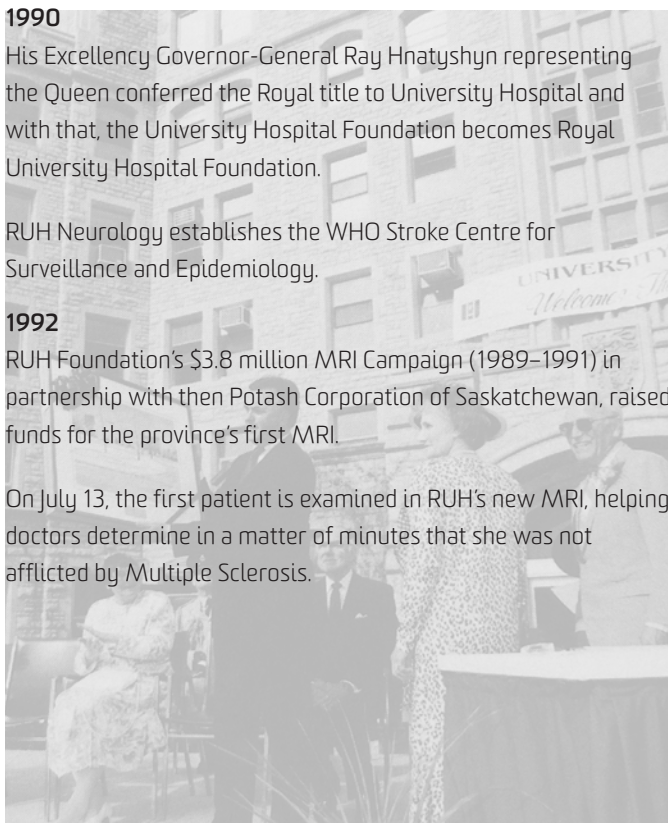 1990
His Excellency Governor-General Ray Hnatyshyn representing
the Queen conferred the Royal title to University Hospital and
with that, the University Hospital Foundation becomes Royal
University Hospital Foundation.
RUH Neurology establishes the WHO Stroke Centre for
Surveillance and Epidemiology.
UNIVERSITY
Welcome
1992
RUH Foundation's $3.8 million MRI Campaign (1989–1991) in
partnership with then Potash Corporation of Saskatchewan, raised
funds for the province's first MRI.
On July 13, the first patient is examined in RUH's new MRI, helping
doctors determine in a matter of minutes that she was not
afflicted by Multiple Sclerosis.